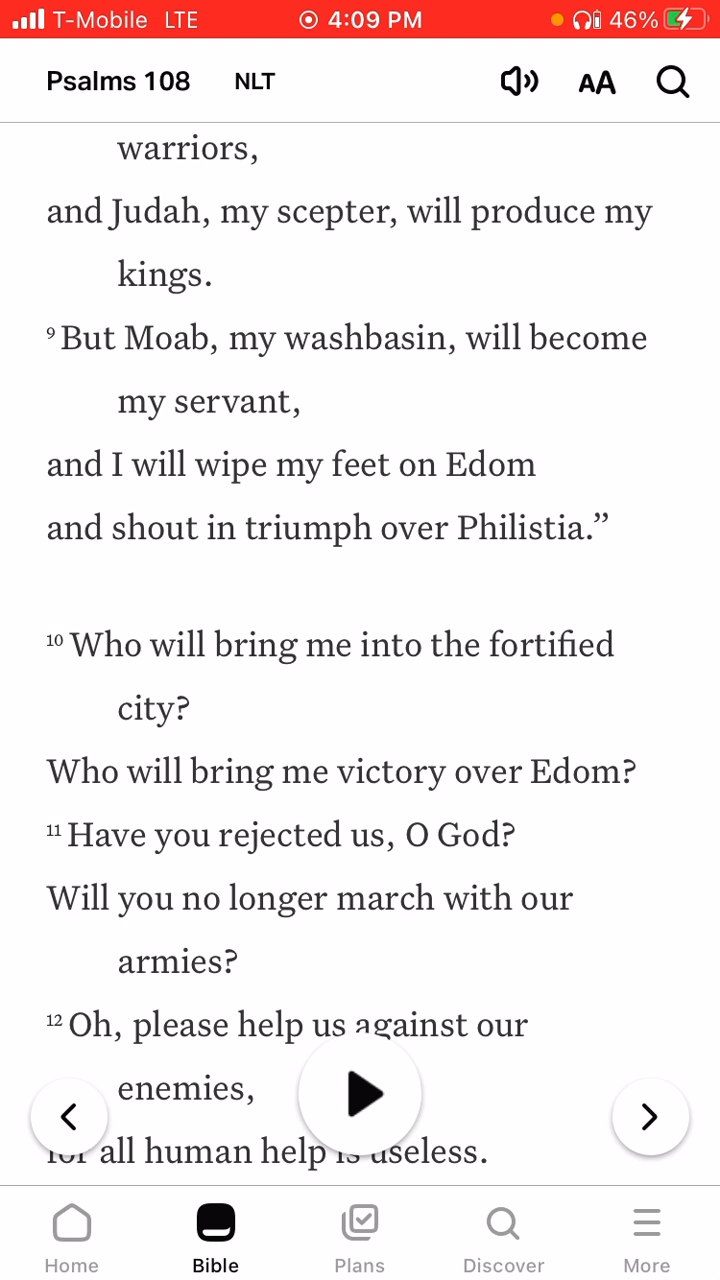 T-Mobile LTE 4:09 PM 46%
Psalms 108 NLT AA
warriors,
and Judah, my scepter, will produce my
kings.
9 But Moab, my washbasin, will become
my servant,
and I will wipe my feet on Edom
and shout in triumph over Philistia.”
10 Who will bring me into the fortified
city?
Who will bring me victory over Edom?
11 Have you rejected us, O God?
Will you no longer march with our
armies?
12 Oh, please help us against our
enemies,
for all human help is useless.
Home Bible Plans Discover More